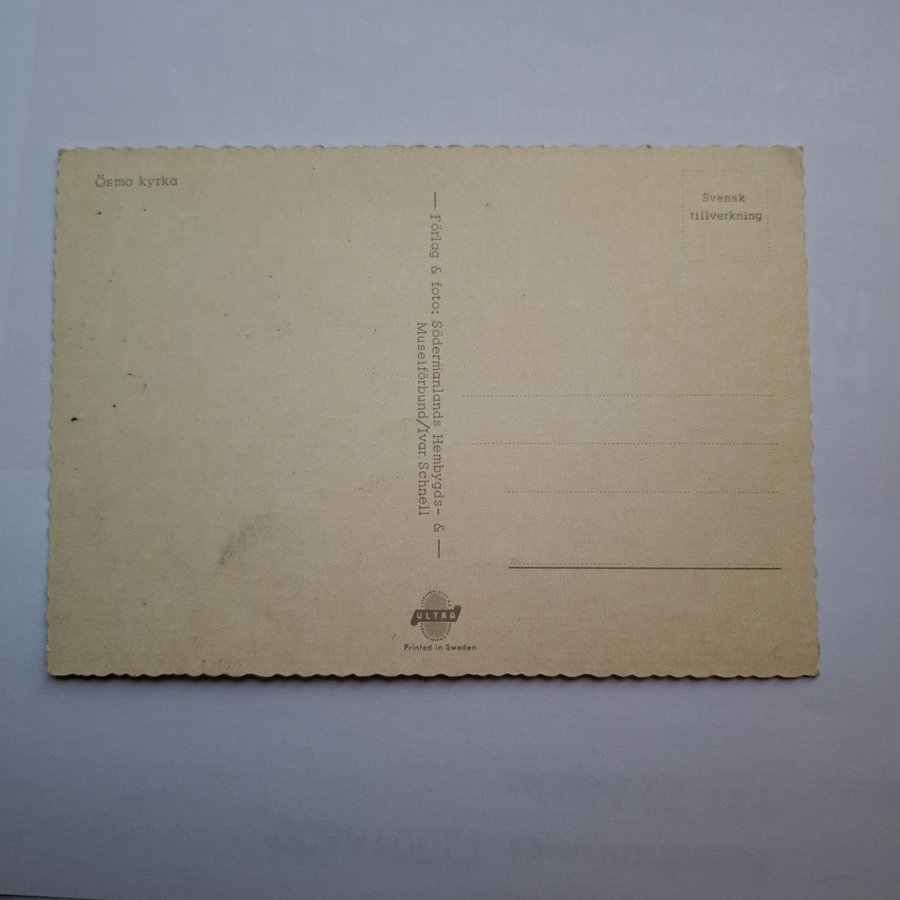 Ösmo kyrka
Förlag & foto: Södermanlands Hembygds- &
Museiförbund/Ivar Schnell
Svensk
tillverkning
ULTRA
Printed in Sweden